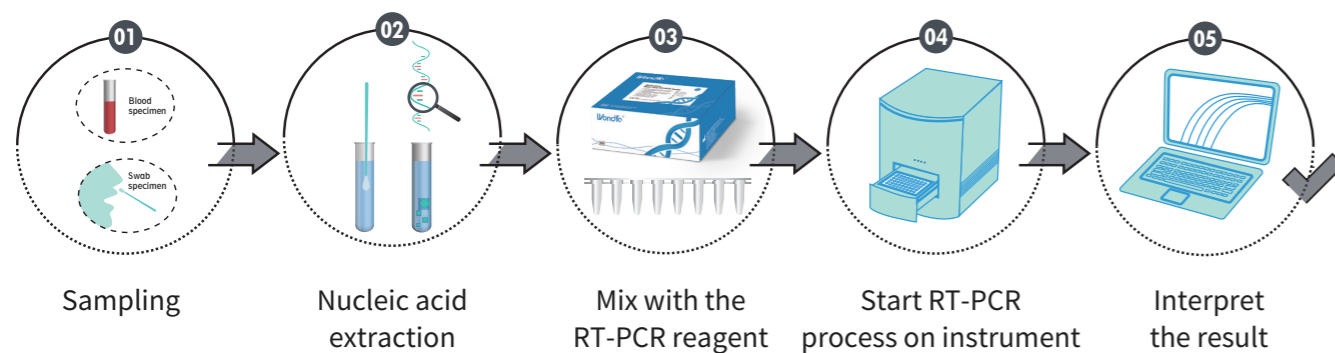 01
Blood
specimen
Swab
specimen
Sampling
02
Nucleic acid
extraction
03
Wondfo
Mix with the
RT-PCR reagent
04
Start RT-PCR
process on instrument
05
Interpret
the result